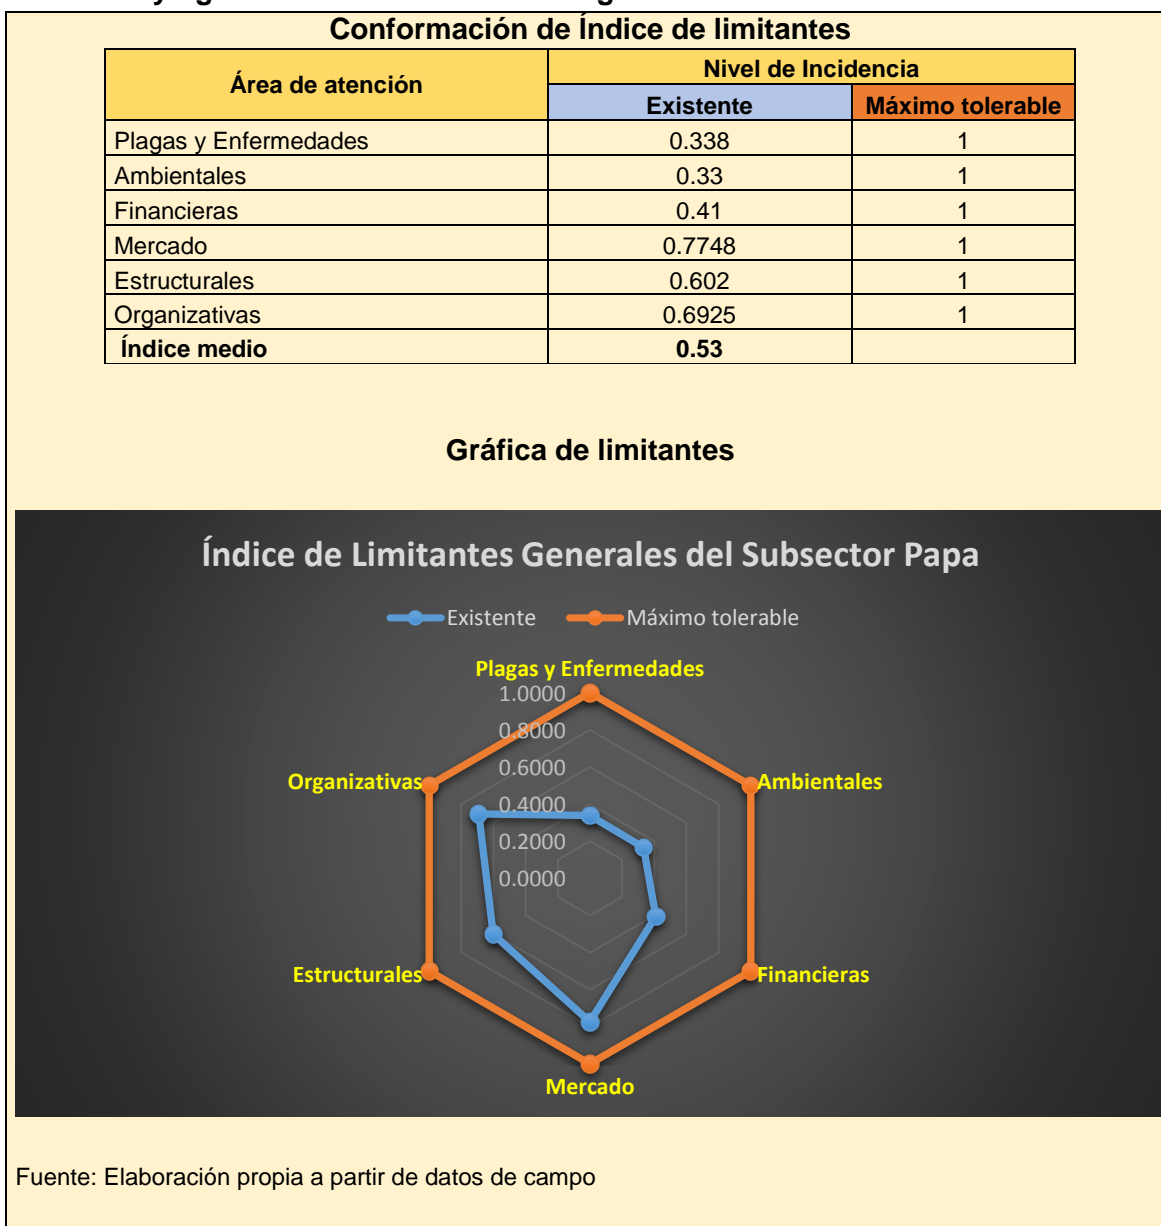 Conformación de Índice de limitantes
Área de atención
Nivel de Incidencia
Existente Máximo tolerable
Plagas y Enfermedades 0.338 1
Ambientales 0.33 1
Financieras 0.41 1
Mercado 0.7748 1
Estructurales 0.602 1
Organizativas 0.6925 1
Índice medio 0.53
Gráfica de limitantes
Índice de Limitantes Generales del Subsector Papa
Existente Máximo tolerable
Plagas y Enfermedades
1.0000
0.8000
0.6000
0.4000
0.2000
0.0000
Organizativas
Ambientales
Estructurales
Financieras
Mercado
Fuente: Elaboración propia a partir de datos de campo